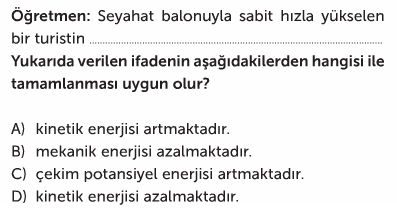 Öğretmen: Seyahat balonuyla sabit hızla yükselen
bir turistin ........................................................................
Yukarıda verilen ifadenin aşağıdakilerden hangisi ile
tamamlanması uygun olur?
A) kinetik enerjisi artmaktadır.
B) mekanik enerjisi azalmaktadır.
C) çekim potansiyel enerjisi artmaktadır.
D) kinetik enerjisi azalmaktadır.